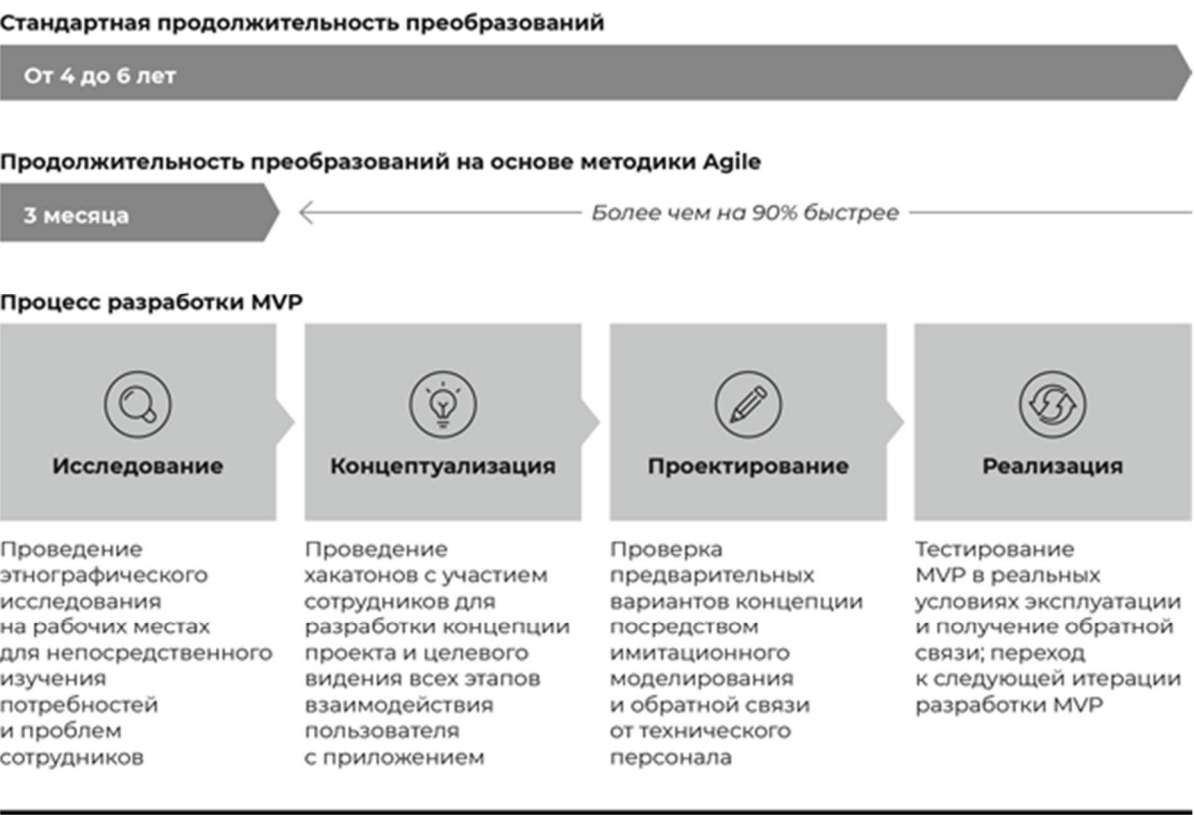 Стандартная продолжительность преобразований
От 4 до 6 лет
Продолжительность преобразований на основе методики Agile
3 месяца
Более чем на 90% быстрее
Процесс разработки MVP
Исследование
Концептуализация
Проектирование
Реализация
Проведение
этнографического
исследования
на рабочих местах
для непосредственного
изучения
потребностей
и проблем
сотрудников
Проведение
хакатонов с участием
сотрудников для
разработки концепции
проекта и целевого
видения всех этапов
взаимодействия
пользователя
с приложением
Проверка
предварительных
вариантов концепции
посредством
имитационного
моделирования
и обратной связи
от технического
персонала
Тестирование
MVP в реальных
условиях эксплуатации
и получение обратной
связи; переход
к следующей итерации
разработки MVP